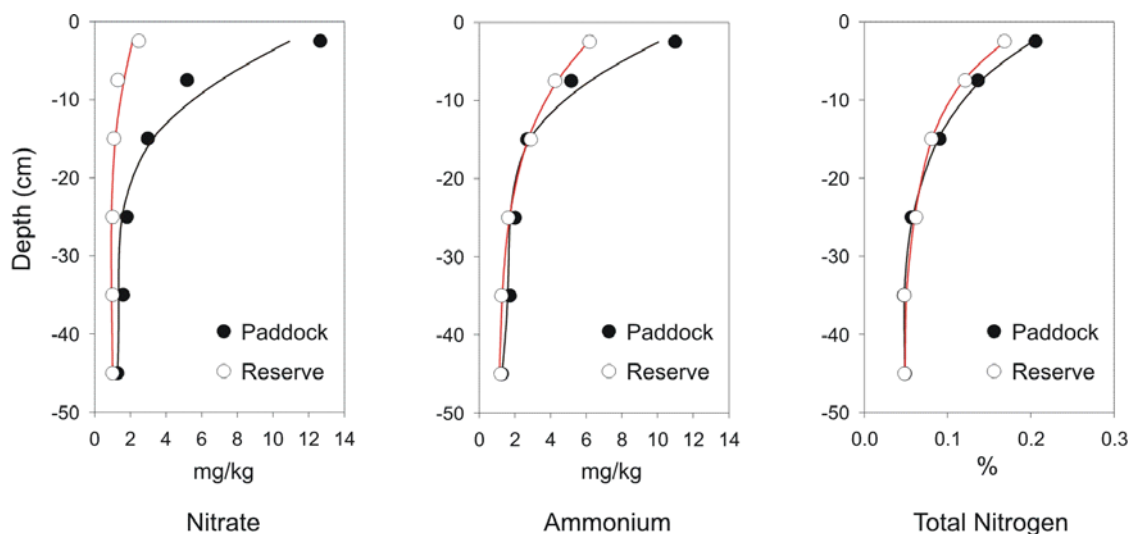 Depth (cm)
0
-10
-20
-30
-40
-50
0 2 4 6 8 10 12 14
mg/kg
Nitrate
Paddock
Reserve
0
-10
-20
-30
-40
-50
0 2 4 6 8 10 12 14
mg/kg
Ammonium
Paddock
Reserve
0
-10
-20
-30
-40
-50
0.0 0.1 0.2 0.3
%
Total Nitrogen
Paddock
Reserve